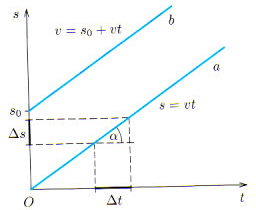 s
b
v = s₀ + vt
a
s₀
s = vt
Δs
α
O
Δt
t